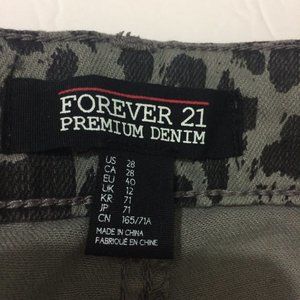 FOREVER 21
PREMIUM DENIM
US 28
CA 28
EU 40
UK 12
KR 71
JP 71
CN 165/71A
MADE IN CHINA
FABRIQUÉ EN CHINE